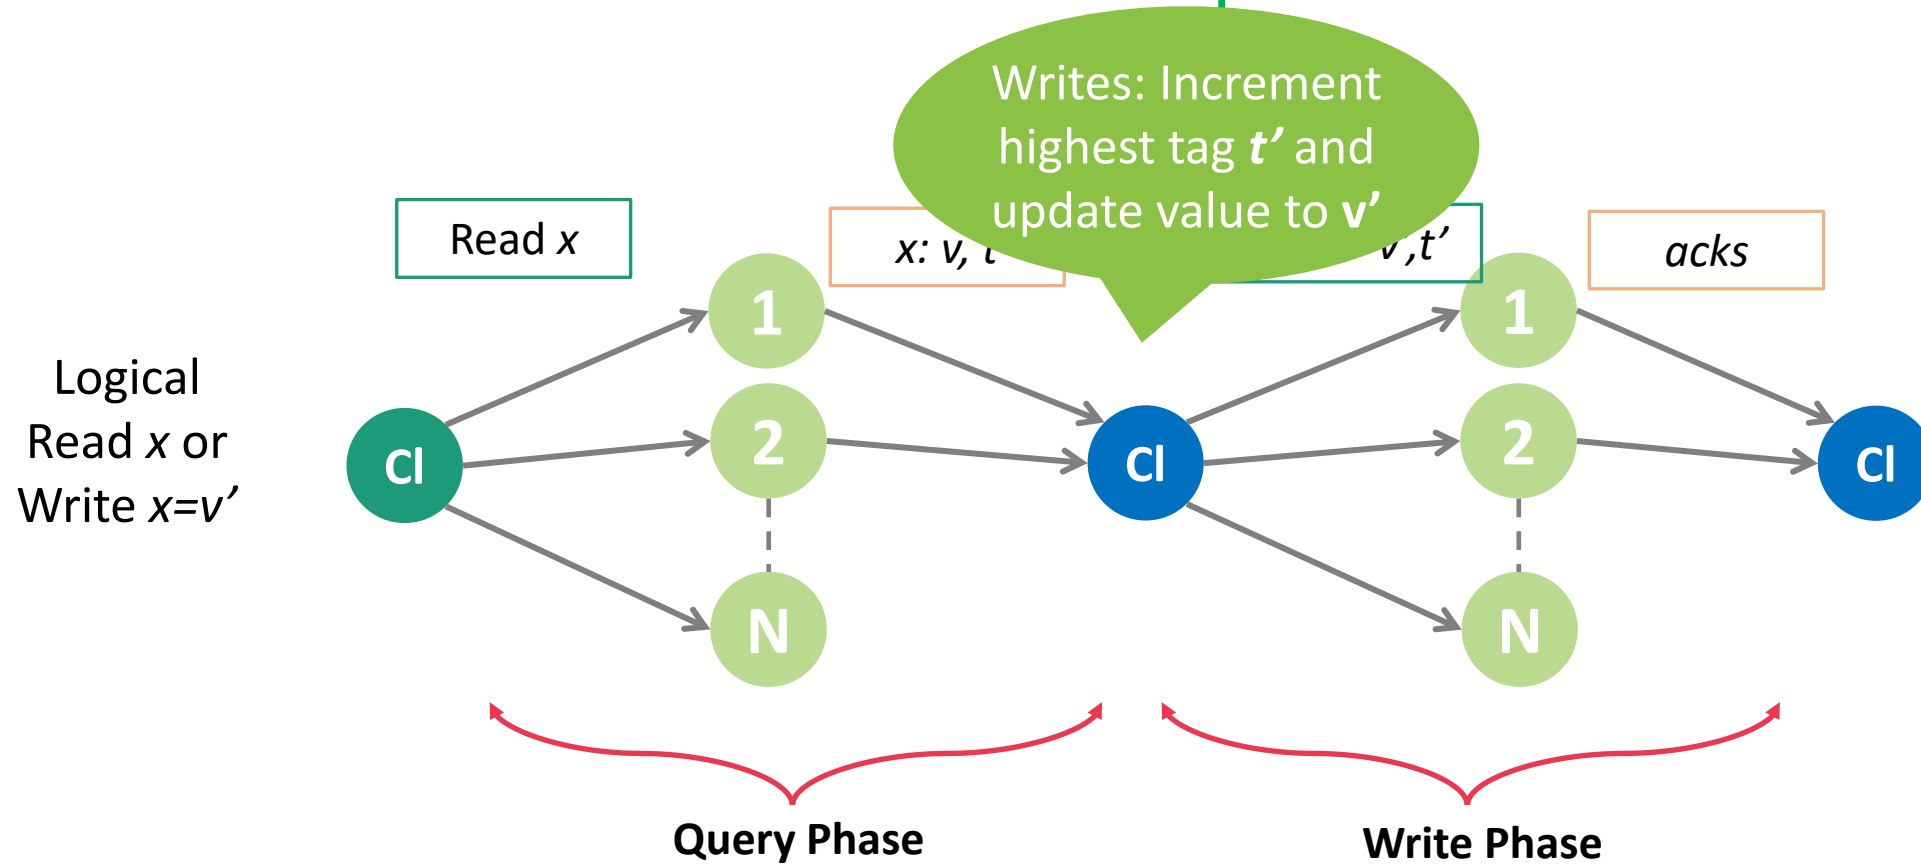 Writes: Increment
highest tag t’ and
update value to v’
Read x
x: v, t
v’,t’
acks
Logical
Read x or
Write x=v’
1
2
N
Cl
Cl
1
2
N
Cl
Query Phase
Write Phase